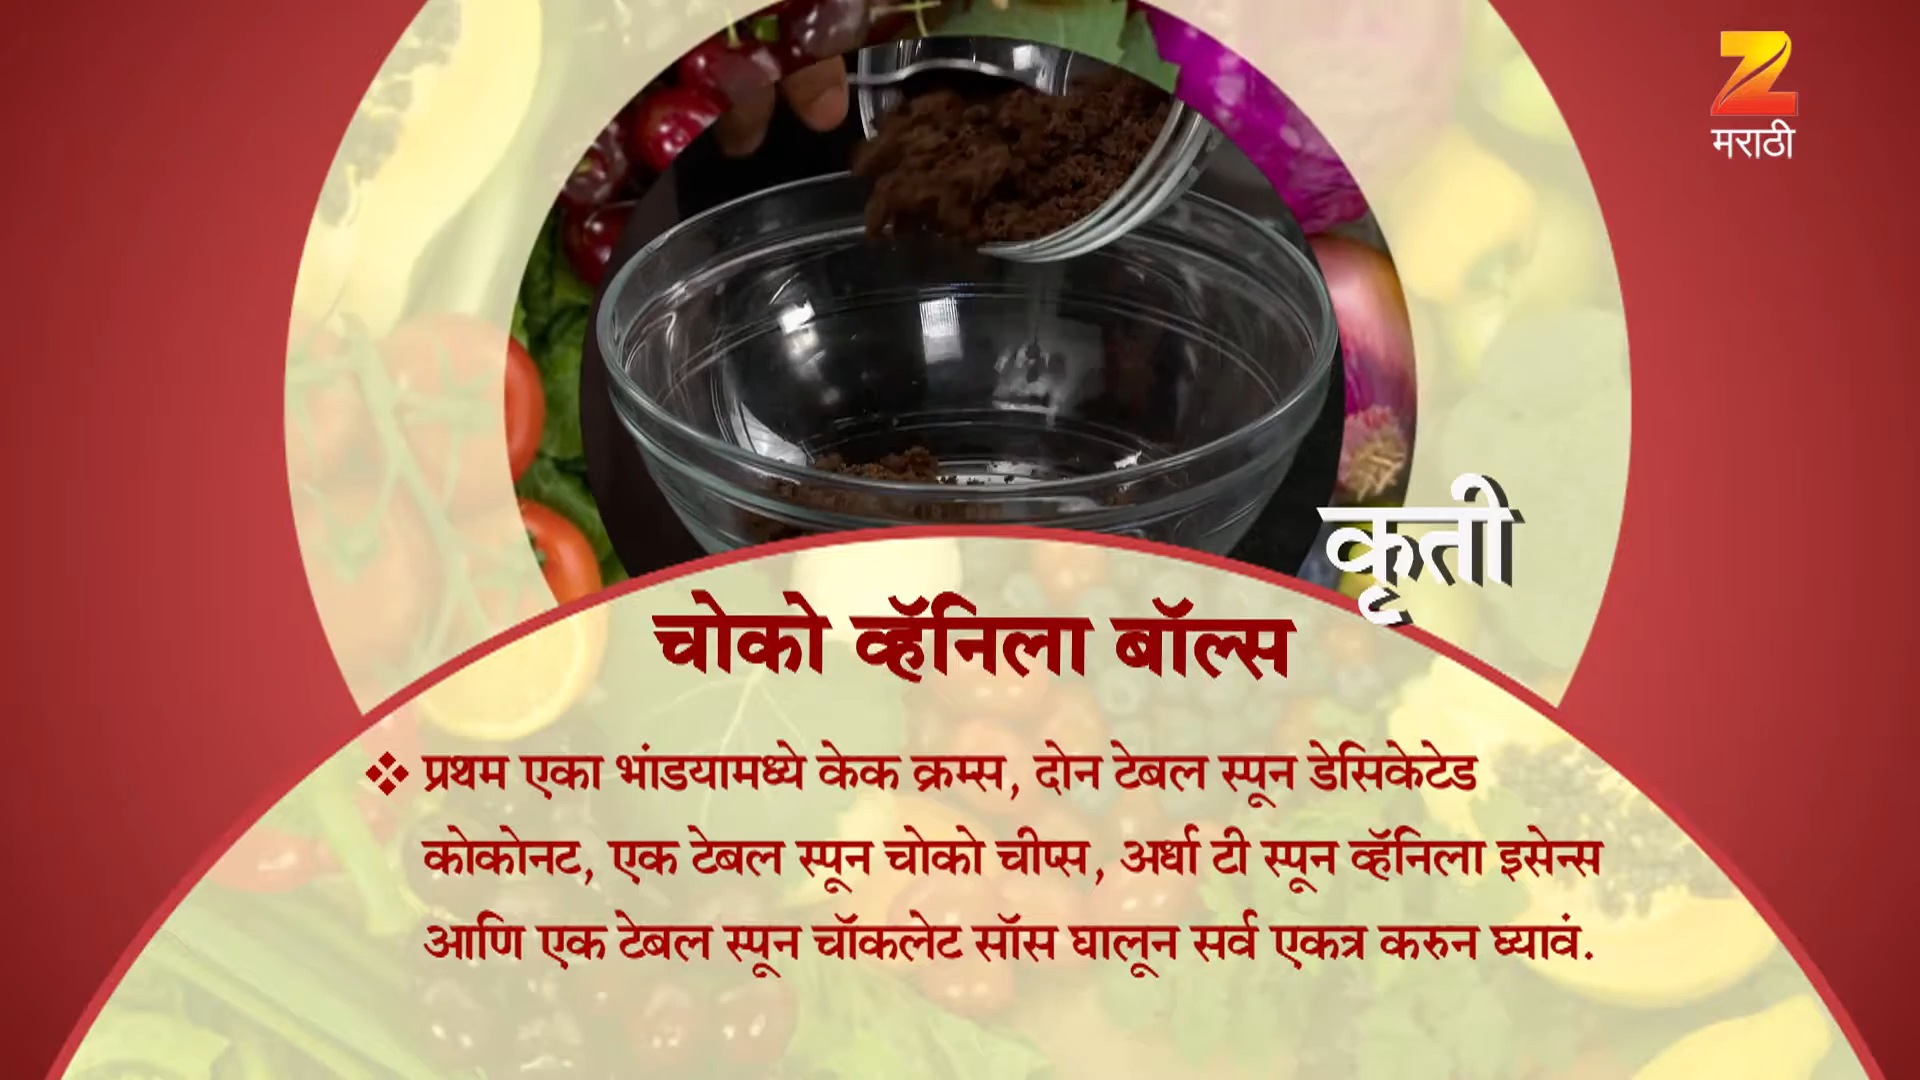 मराठी
कृती
चोको व्हॅनिला बॉल्स
❖ प्रथम एका भांडयामध्ये केक क्रम्स, दोन टेबल स्पून डेसिकेटेड
कोकोनट, एक टेबल स्पून चोको चीप्स, अर्धा टी स्पून व्हॅनिला इसेन्स
आणि एक टेबल स्पून चॉकलेट सॉस घालून सर्व एकत्र करुन घ्यावं.